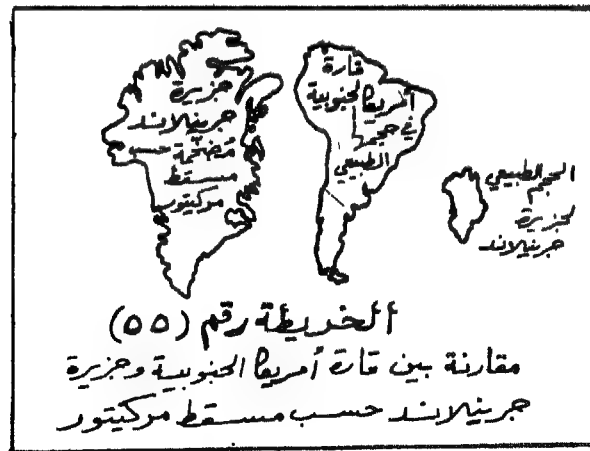 جزيرة
جرينلاند
متضخمة حسب
مسقط
مركيتور
قارة
أمريكا الجنوبية
في حجم
الطبيعي
الحجم الطبيعي
لجزيرة
جرينلاند
الخريطة رقم (٥٥)
مقارنة بين قارة أمريكا الجنوبية وجزيرة
جرينلاند حسب مسقط مركيتور